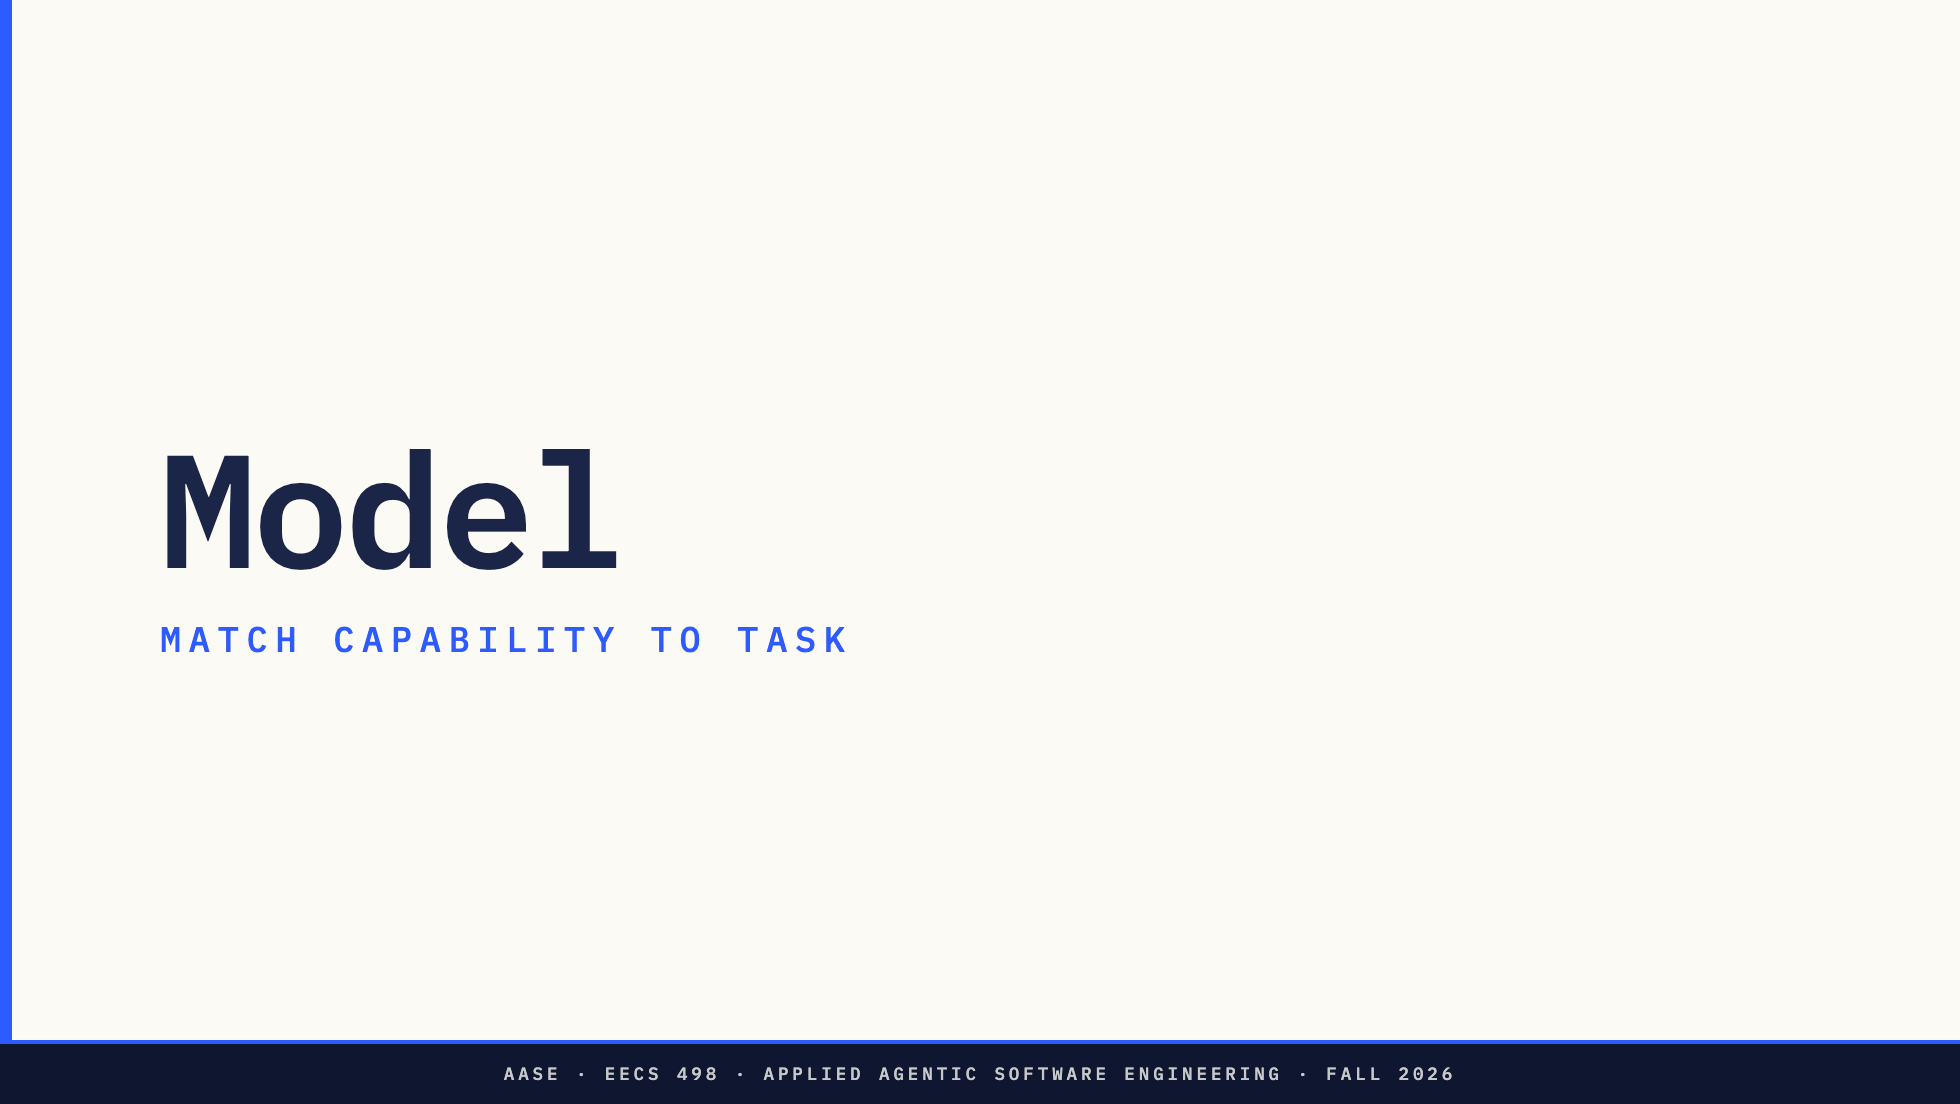 Model
MATCH CAPABILITY TO TASK
AASE · EECS 498 · APPLIED AGENTIC SOFTWARE ENGINEERING · FALL 2026